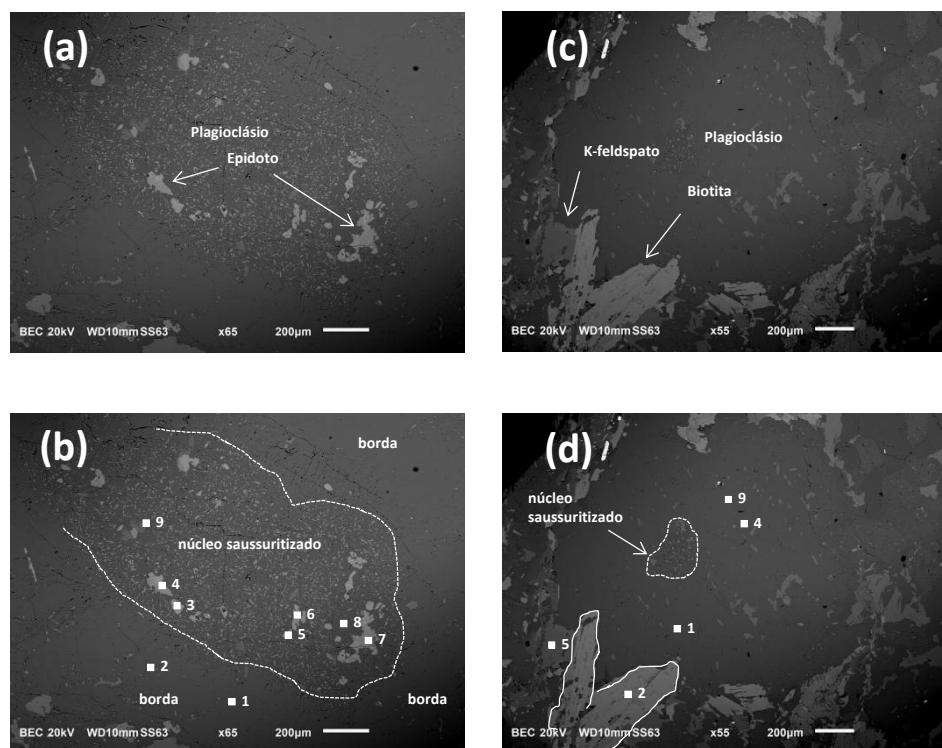 (a)
Plagioclásio
Epidoto
BEC 20kV WD10mm SS63 x65 200µm
(c)
Plagioclásio
K-feldspato
Biotita
BEC 20kV WD10mm SS63 x55 200µm
(b)
borda
9
núcleo saussuritizado
4
3
6
8
5
7
2
borda
1
borda
BEC 20kV WD10mm SS63 x65 200µm
(d)
núcleo
saussuritizado
9
4
1
5
2
BEC 20kV WD10mm SS63 x55 200µm